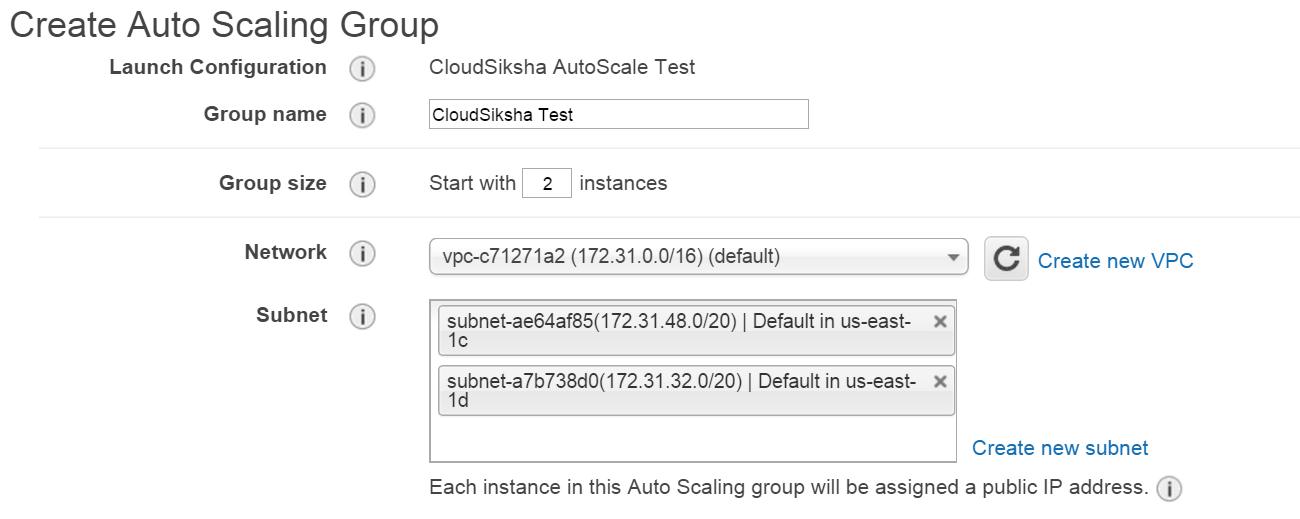 Create Auto Scaling Group
Launch Configuration i CloudSiksha AutoScale Test
Group name i CloudSiksha Test
Group size i Start with 2 instances
Network i vpc-c71271a2 (172.31.0.0/16) (default) Create new VPC
Subnet i subnet-ae64af85(172.31.48.0/20) | Default in us-east-
1c
subnet-a7b738d0(172.31.32.0/20) | Default in us-east-
1d
Create new subnet
Each instance in this Auto Scaling group will be assigned a public IP address. i